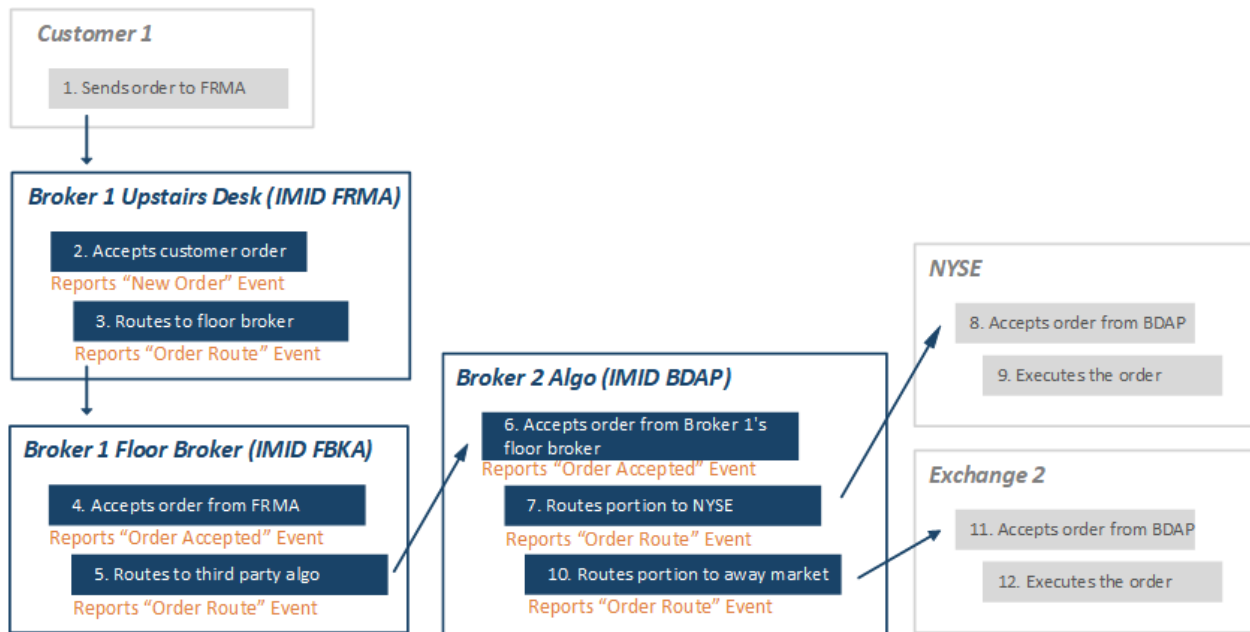 Customer 1
1. Sends order to FRMA
Broker 1 Upstairs Desk (IMID FRMA)
2. Accepts customer order
Reports “New Order” Event
3. Routes to floor broker
Reports “Order Route” Event
Broker 1 Floor Broker (IMID FBKA)
4. Accepts order from FRMA
Reports “Order Accepted” Event
5. Routes to third party algo
Reports “Order Route” Event
Broker 2 Algo (IMID BDAP)
6. Accepts order from Broker 1's
floor broker
Reports “Order Accepted” Event
7. Routes portion to NYSE
Reports “Order Route” Event
10. Routes portion to away market
Reports “Order Route” Event
NYSE
8. Accepts order from BDAP
9. Executes the order
Exchange 2
11. Accepts order from BDAP
12. Executes the order